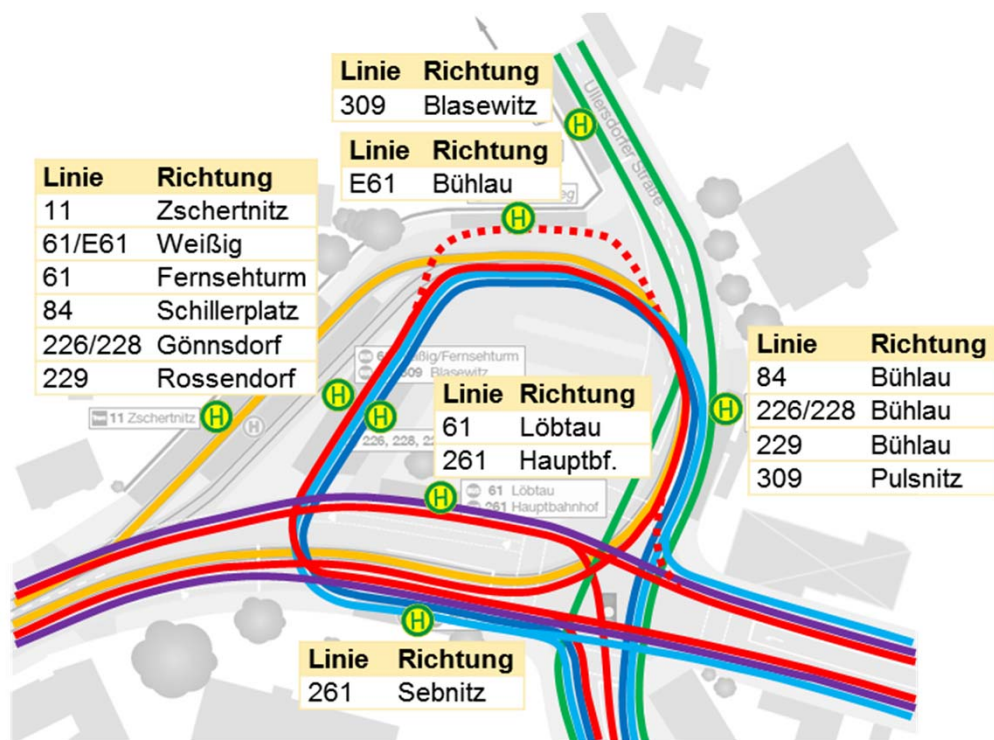 Linie Richtung
309 Blasewitz
Linie Richtung
E61 Bühlau
Ullersdorfer Straße
H
H
Linie Richtung
11 Zschertnitz
61/E61 Weißig
61 Fernsehturm
84 Schillerplatz
226/228 Gönnsdorf
229 Rossendorf
Linie Richtung
84 Bühlau
226/228 Bühlau
229 Bühlau
309 Pulsnitz
H
309 Blasewitz
11 Zschertnitz
H
H
H
H
226, 228,
Linie Richtung
61 Löbtau
261 Hauptbf.
H
61 Löbtau
261 Hauptbahnhof
H
Linie Richtung
261 Sebnitz